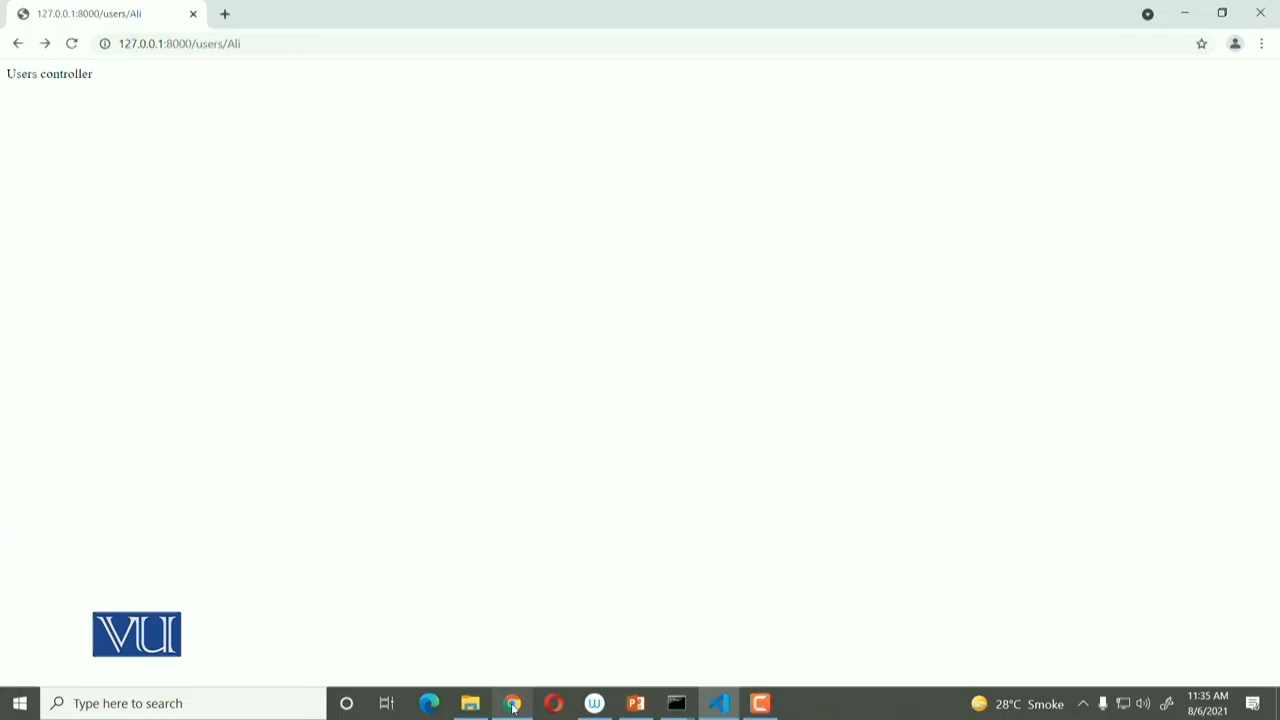 127.0.0.1:8000/users/Ali
127.0.0.1:8000/users/Ali
Users controller
VU
Type here to search
28°C Smoke
11:35 AM
8/6/2021